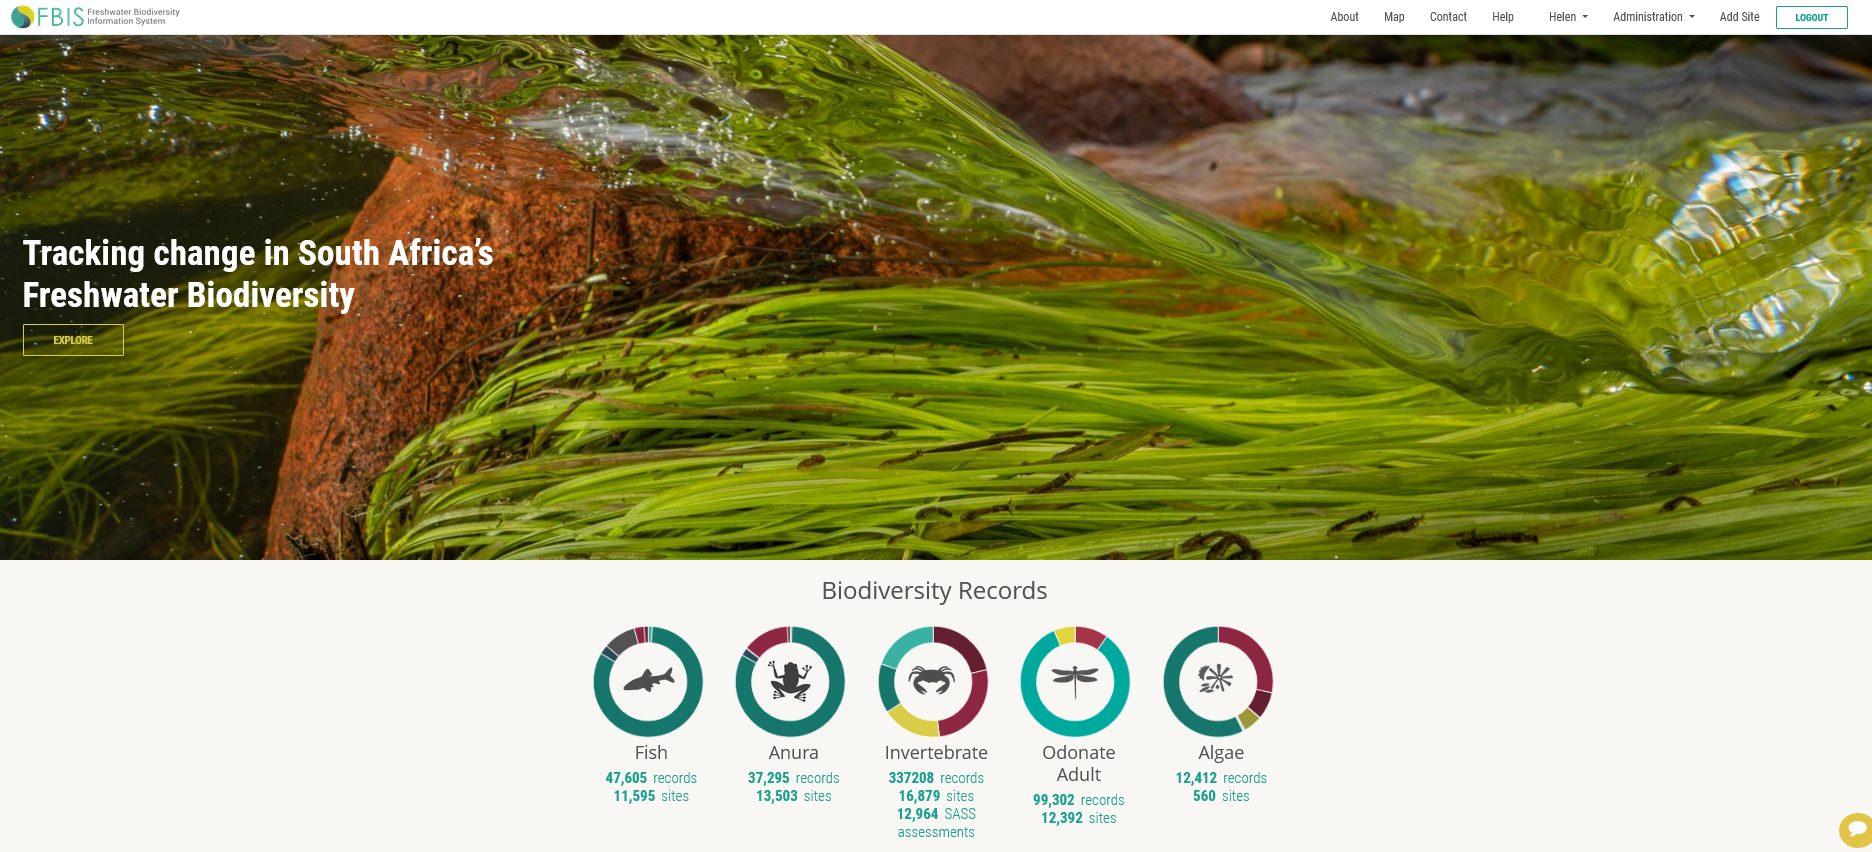 FBIS Freshwater Biodiversity
Information System
About Map Contact Help Helen Administration Add Site LOGOUT
Tracking change in South Africa's
Freshwater Biodiversity
EXPLORE
Biodiversity Records
Fish
47,605 records
11,595 sites
Anura
37,295 records
13,503 sites
Invertebrate
337208 records
16,879 sites
12,964 SASS
assessments
Odonate
Adult
99,302 records
12,392 sites
Algae
12,412 records
560 sites